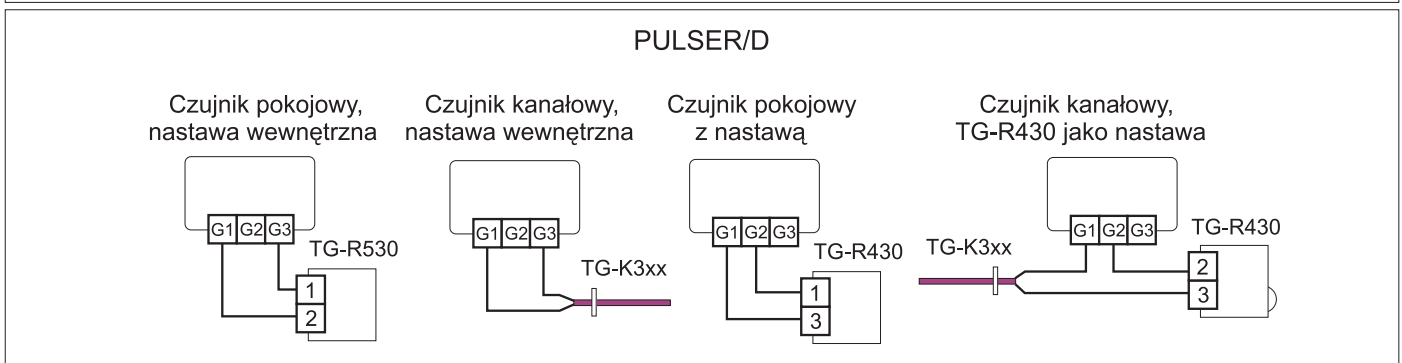 PULSER/D
Czujnik pokojowy,
nastawa wewnętrzna
G1 G2 G3
TG-R530
1
2
Czujnik kanałowy,
nastawa wewnętrzna
G1 G2 G3
TG-K3xx
Czujnik pokojowy
z nastawą
G1 G2 G3
TG-R430
1
3
Czujnik kanałowy,
TG-R430 jako nastawa
G1 G2 G3
TG-K3xx
TG-R430
2
3